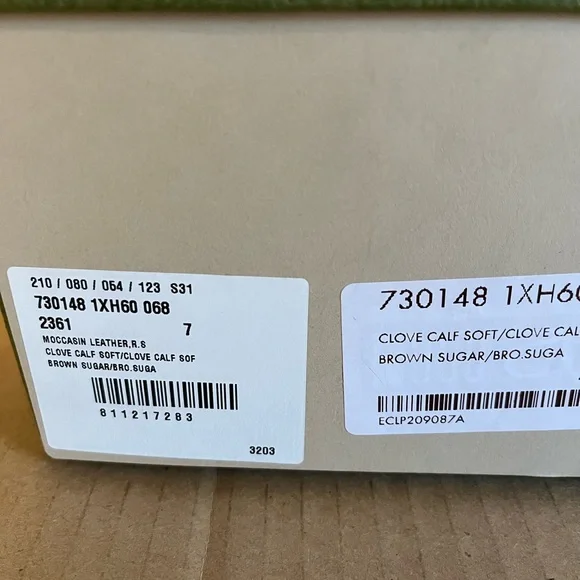 210 / 080 / 054 / 123 S31
730148 1XH60 068
2361 7
MOCCASIN LEATHER,R.S
CLOVE CALF SOFT/CLOVE CALF SOF
BROWN SUGAR/BRO.SUGA
811217283
3203
730148 1XH60
CLOVE CALF SOFT/CLOVE CAL
BROWN SUGAR/BRO.SUGA
ECLP209087A